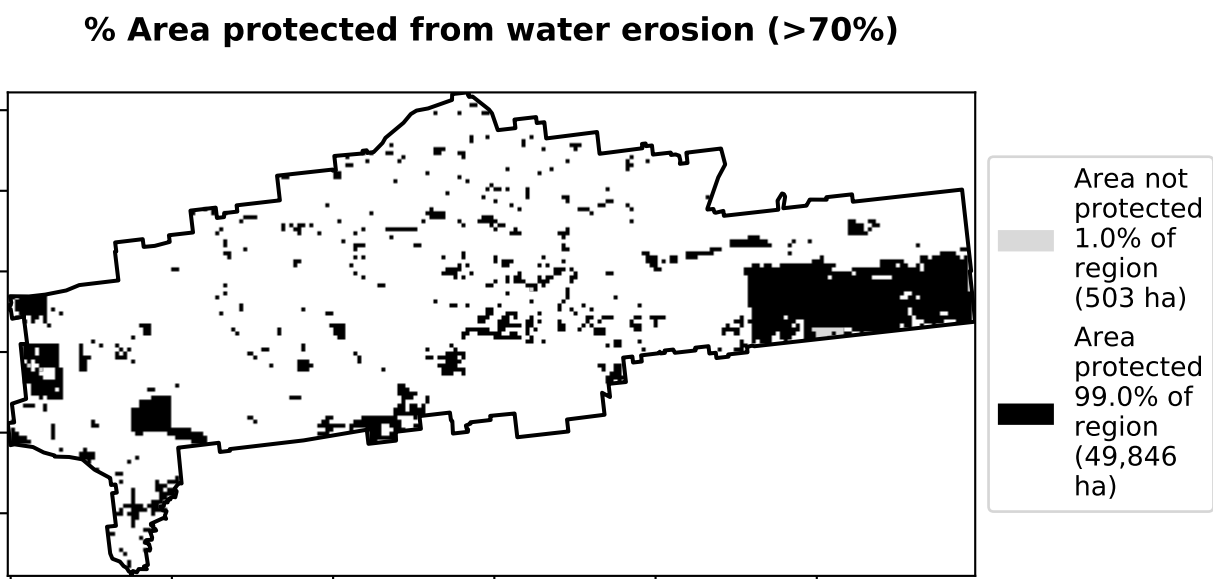 % Area protected from water erosion (>70%)
Area not
protected
1.0% of
region
(503 ha)
Area
protected
99.0% of
region
(49,846
ha)